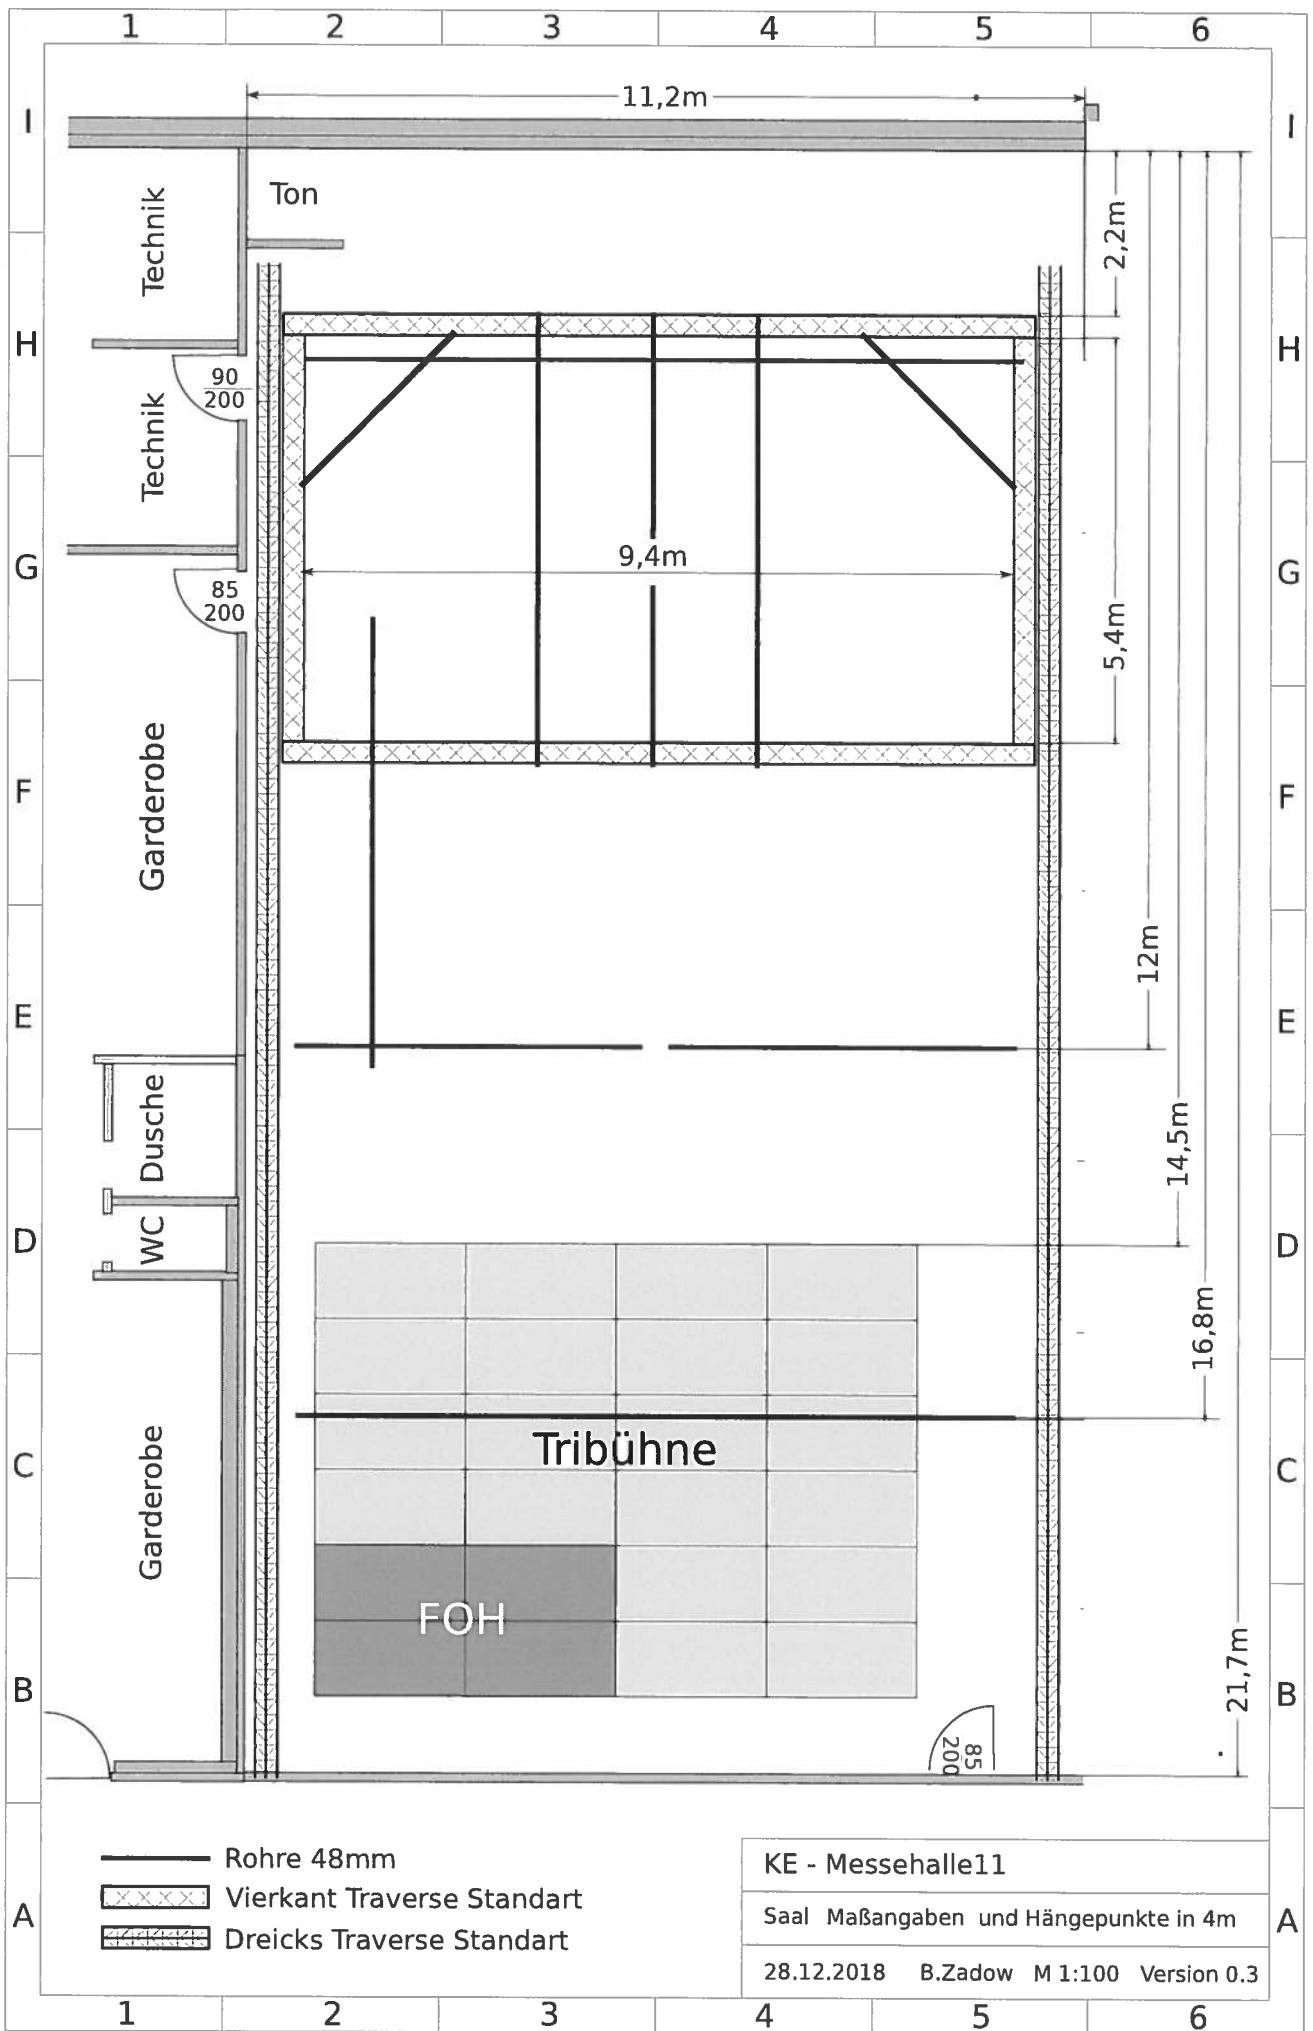 1 2 3 4 5 6
11,2m
I I
Ton
Technik
2,2m
H H
90
200
Technik
9,4m
G G
85
200
5,4m
Garderobe
F F
12m
E E
Dusche
14,5m
WC
D D
16,8m
Tribühne
C C
Garderobe
FOH
21,7m
B B
85
200
Rohre 48mm
Vierkant Traverse Standart
Dreicks Traverse Standart
A A
KE - Messehalle11
Saal Maßangaben und Hängepunkte in 4m
28.12.2018 B.Zadow M 1:100 Version 0.3
1 2 3 4 5 6